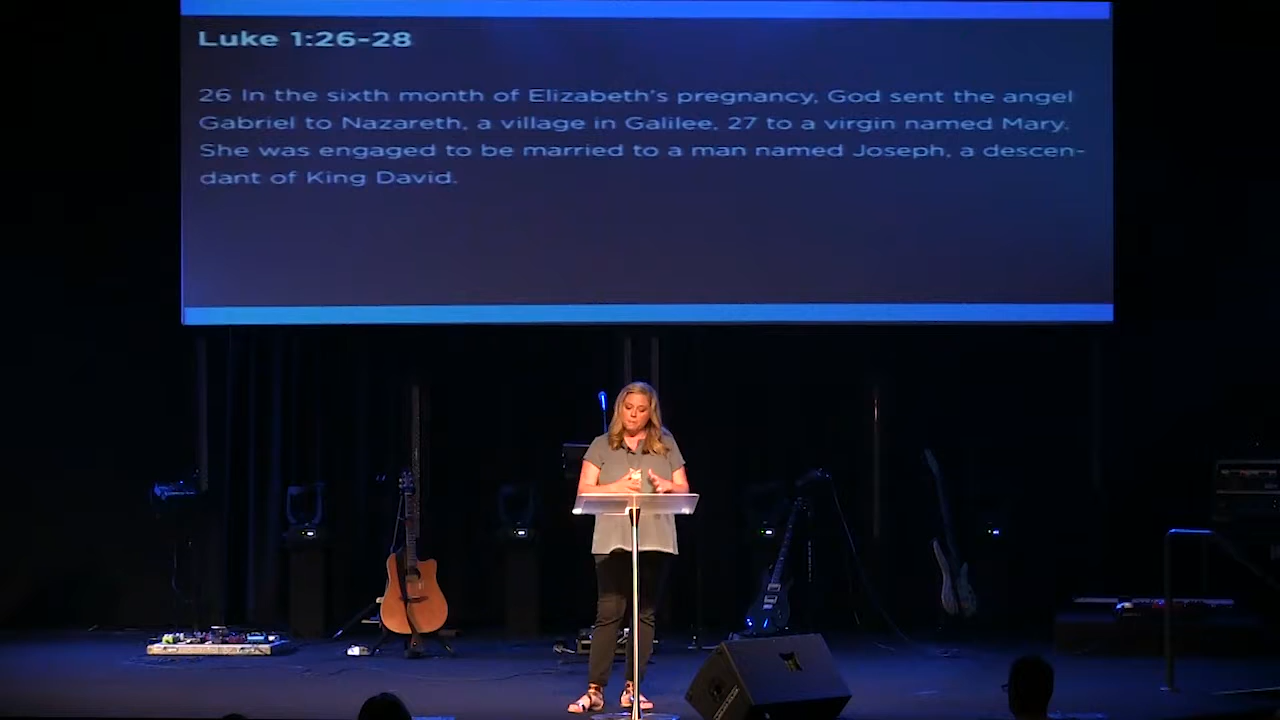 Luke 1:26-28
26 In the sixth month of Elizabeth's pregnancy, God sent the angel
Gabriel to Nazareth, a village in Galilee, 27 to a virgin named Mary.
She was engaged to be married to a man named Joseph, a descen-
dant of King David.